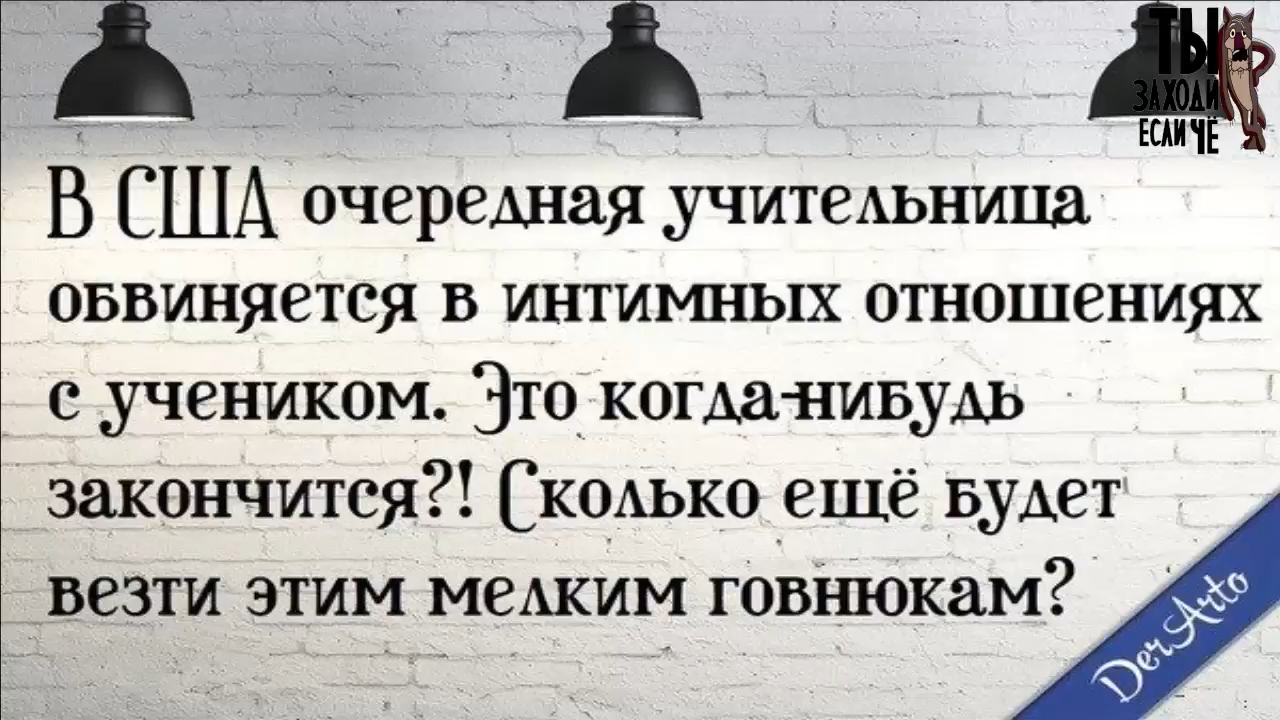 ТЫ
ЗАХОДИ
ЕСЛИ ЧЁ
В США очередная учительница
обвиняется в интимных отношениях
с учеником. Это когда-нибудь
закончится?! Сколько ещё будет
везти этим мелким говнюкам?
DerArto